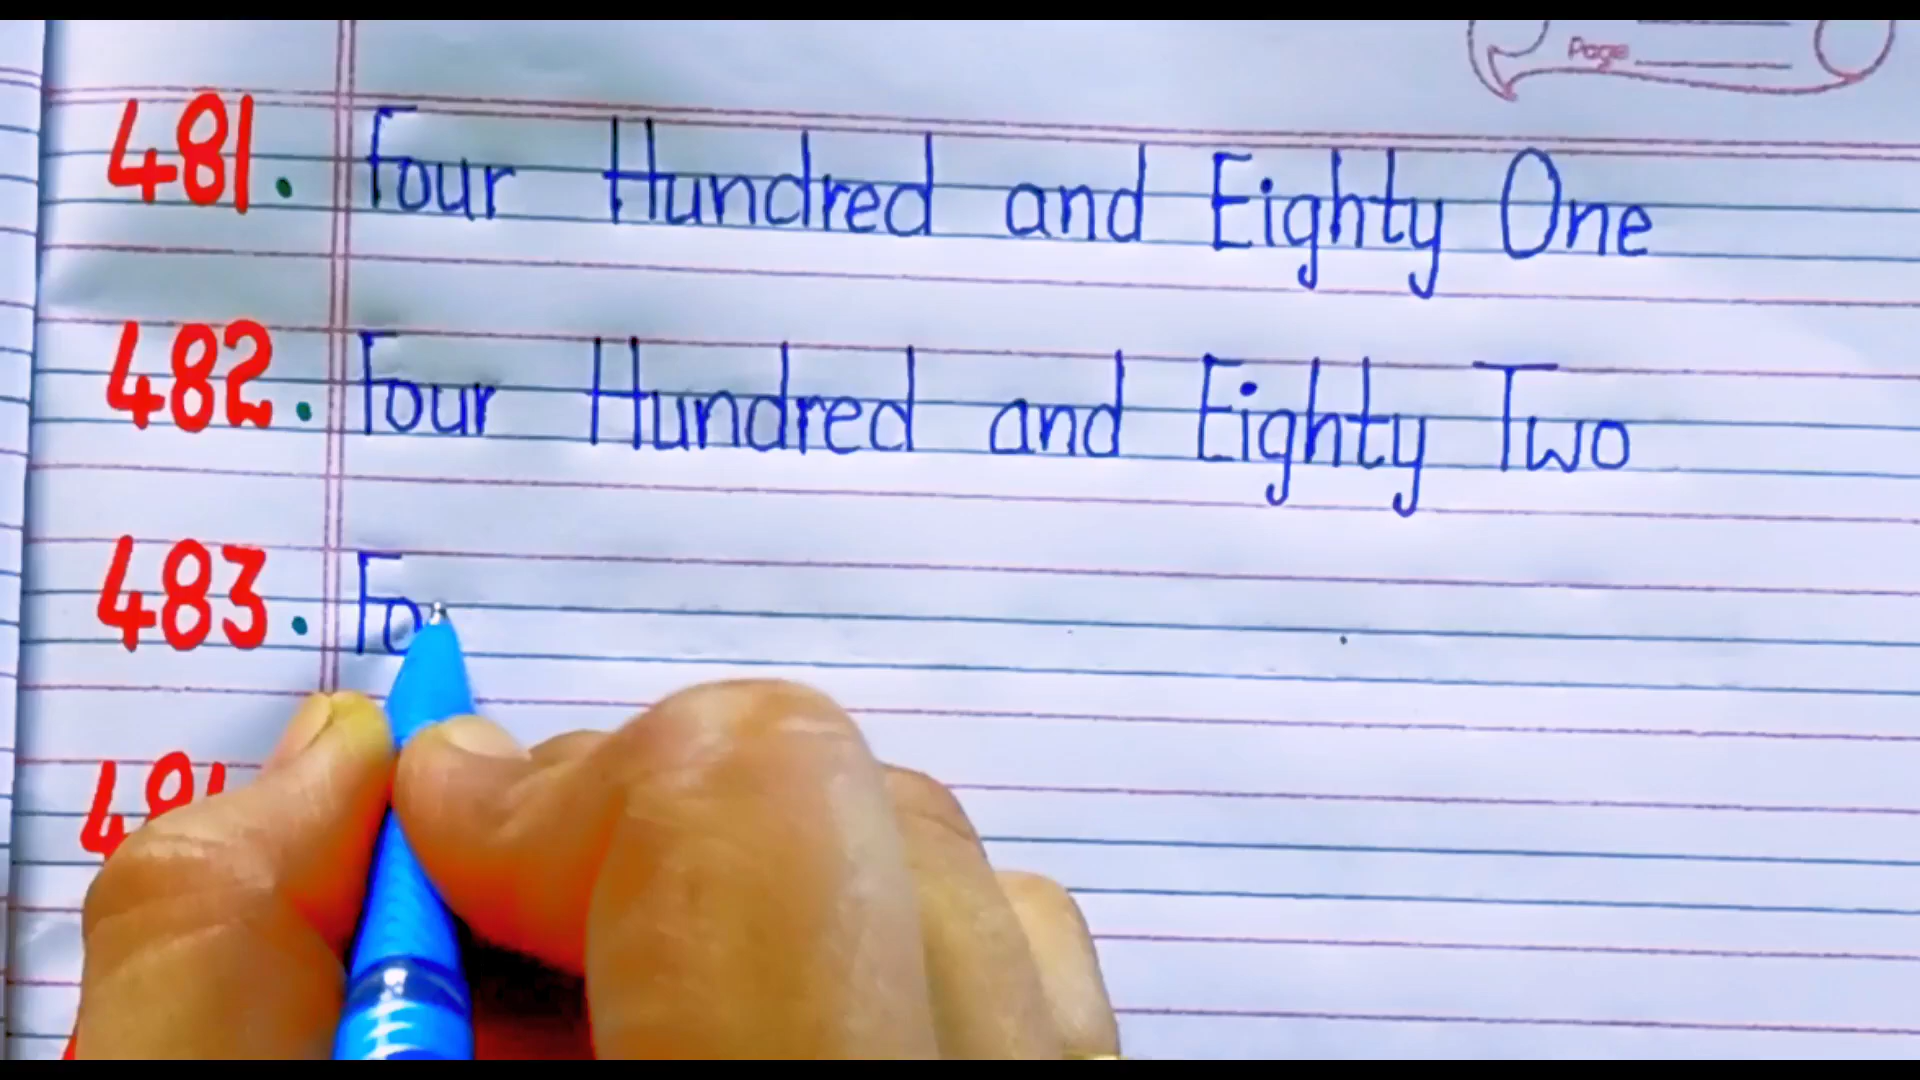 Page
481. Four Hundred and Eighty One
482. Four Hundred and Eighty Two
483. Fo